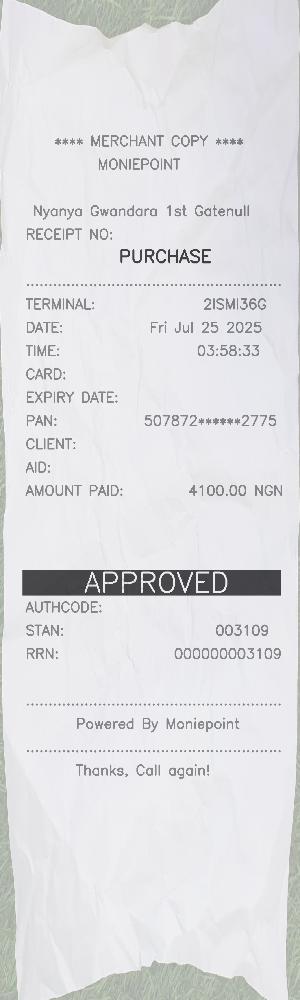 **** MERCHANT COPY ****
MONIEPOINT
Nyanya Gwandara 1st Gatenull
RECEIPT NO:
PURCHASE
TERMINAL: 2ISMI36G
DATE: Fri Jul 25 2025
TIME: 03:58:33
CARD:
EXPIRY DATE:
PAN: 507872******2775
CLIENT:
AID:
AMOUNT PAID: 4100.00 NGN
APPROVED
AUTHCODE:
STAN: 003109
RRN: 000000003109
Powered By Moniepoint
Thanks, Call again!